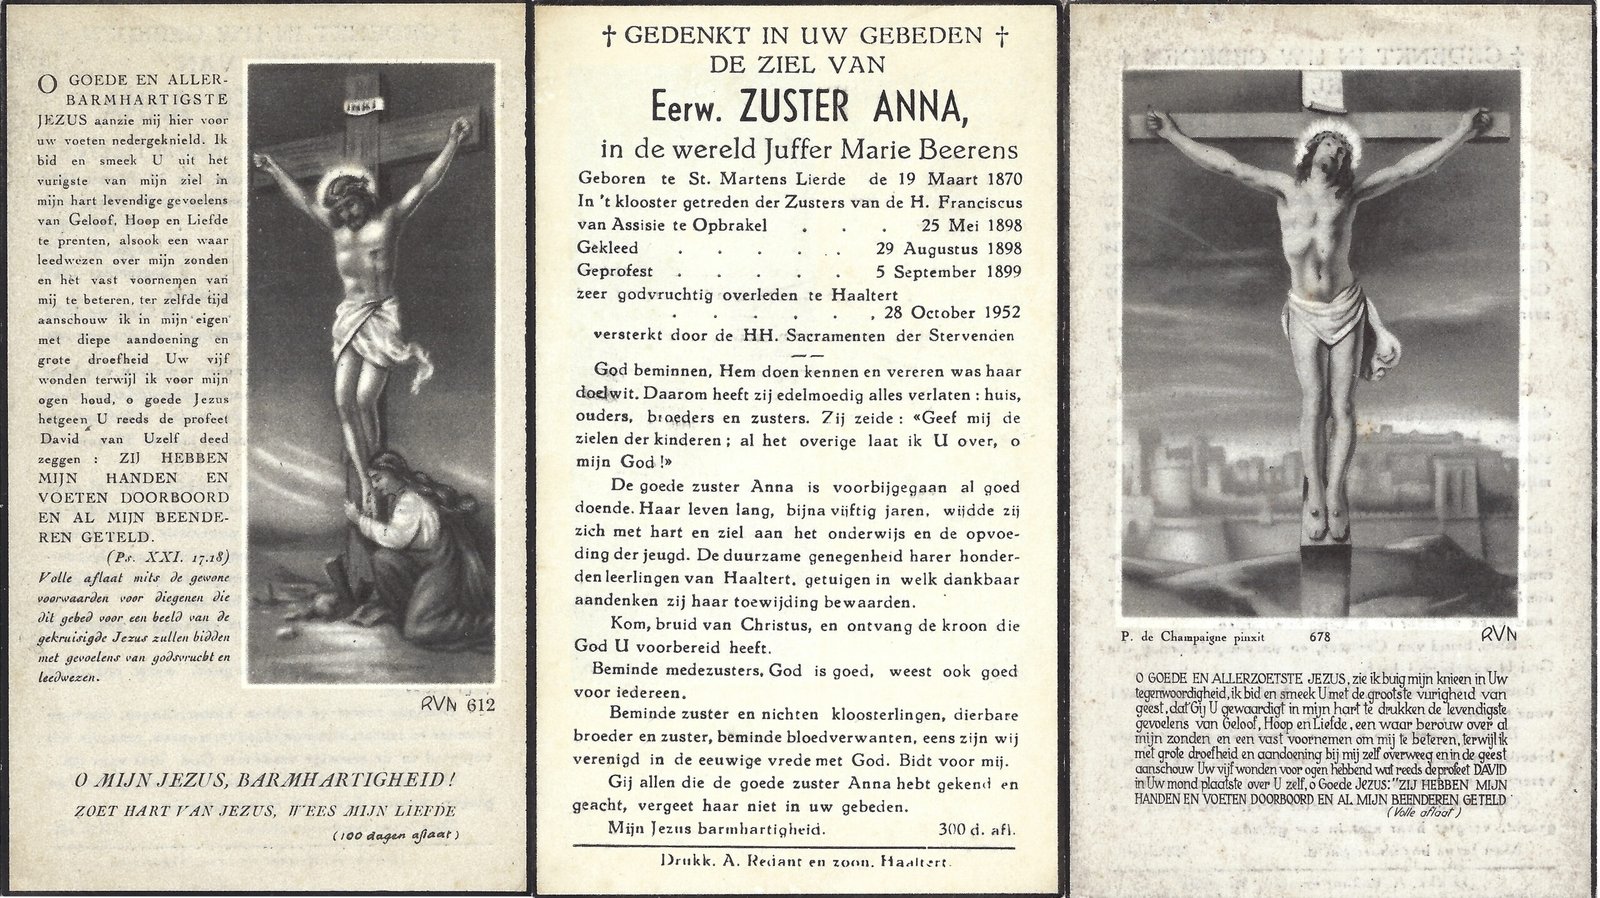 O GOEDE EN ALLER-
BARMHARTIGSTE
JEZUS aanzie mij hier voor
uw voeten nedergeknield. Ik
bid en smeek U uit het
vurigste van mijn ziel in
mijn hart levendige gevoelens
van Geloof, Hoop en Liefde
te prenten, alsook een waar
leedwezen over mijn zonden
en het vast voornemen van
mij te beteren, ter zelfde tijd
aanschouw ik in mijn eigen
met diepe aandoening en
grote droefheid Uw vijf
wonden terwijl ik voor mijn
ogen houd, o goede Jezus
hetgeen U reeds de profeet
David van Uzelf deed
zeggen : ZIJ HEBBEN
MIJN HANDEN EN
VOETEN DOORBOORD
EN AL MIJN BEENDE-
REN GETELD.
(Ps. XXI. 17.18)
Volle aflaat mits de gewone
voorwaarden voor diegenen die
dit gebed voor een beeld van de
gekruisigde Jezus zullen bidden
met gevoelens van godsvrucht en
leedwezen.
INRI
RVN 612
O MIJN JEZUS, BARMHARTIGHEID !
ZOET HART VAN JEZUS, WEES MIJN LIEFDE
(100 dagen aflaat)
† GEDENKT IN UW GEBEDEN †
DE ZIEL VAN
Eerw. ZUSTER ANNA,
in de wereld Juffer Marie Beerens
Geboren te St. Martens Lierde de 19 Maart 1870
In 't klooster getreden der Zusters van de H. Franciscus
van Assisie te Opbrakel . . . 25 Mei 1898
Gekleed . . . . . 29 Augustus 1898
Geprofest . . . . . 5 September 1899
zeer godvruchtig overleden te Haaltert
. . . . . . 28 October 1952
versterkt door de HH. Sacramenten der Stervenden
God beminnen, Hem doen kennen en vereren was haar
doelwit. Daarom heeft zij edelmoedig alles verlaten : huis,
ouders, broeders en zusters. Zij zeide : «Geef mij de
zielen der kinderen ; al het overige laat ik U over, o
mijn God !»
De goede zuster Anna is voorbijgegaan al goed
doende. Haar leven lang, bijna vijftig jaren, wijdde zij
zich met hart en ziel aan het onderwijs en de opvoe-
ding der jeugd. De duurzame genegenheid harer honder-
den leerlingen van Haaltert. getuigen in welk dankbaar
aandenken zij haar toewijding bewaarden.
Kom, bruid van Christus, en ontvang de kroon die
God U voorbereid heeft.
Beminde medezusters, God is goed, weest ook goed
voor iedereen.
Beminde zuster en nichten kloosterlingen, dierbare
broeder en zuster, beminde bloedverwanten, eens zijn wij
verenigd in de eeuwige vrede met God. Bidt voor mij.
Gij allen die de goede zuster Anna hebt gekend en
geacht, vergeet haar niet in uw gebeden.
Mijn Jezus barmhartigheid. 300 d. afl.
Drukk. A. Redant en zoon. Haaltert.
P. de Champaigne pinxit 678 RVN
O GOEDE EN ALLERZOETSTE JEZUS, zie ik buig mijn knieen in Uw
tegenwoordigheid, ik bid en smeek U met de grootste vurigheid van
geest, dat Gij U gewaardigt in mijn hart te drukken de levendigste
gevoelens van Geloof, Hoop en Liefde, een waar berouw over al
mijn zonden en een vast voornemen om mij te beteren, terwijl ik
met grote droefheid en aandoening bij mij zelf overweeg en in de geest
aanschouw Uw vijf wonden voor ogen hebbend wat reeds de profeet DAVID
in Uw mond plaatste over U zelf, o Goede Jezus: "ZIJ HEBBEN MIJN
HANDEN EN VOETEN DOORBOORD EN AL MIJN BEENDEREN GETELD
(Volle aflaat)